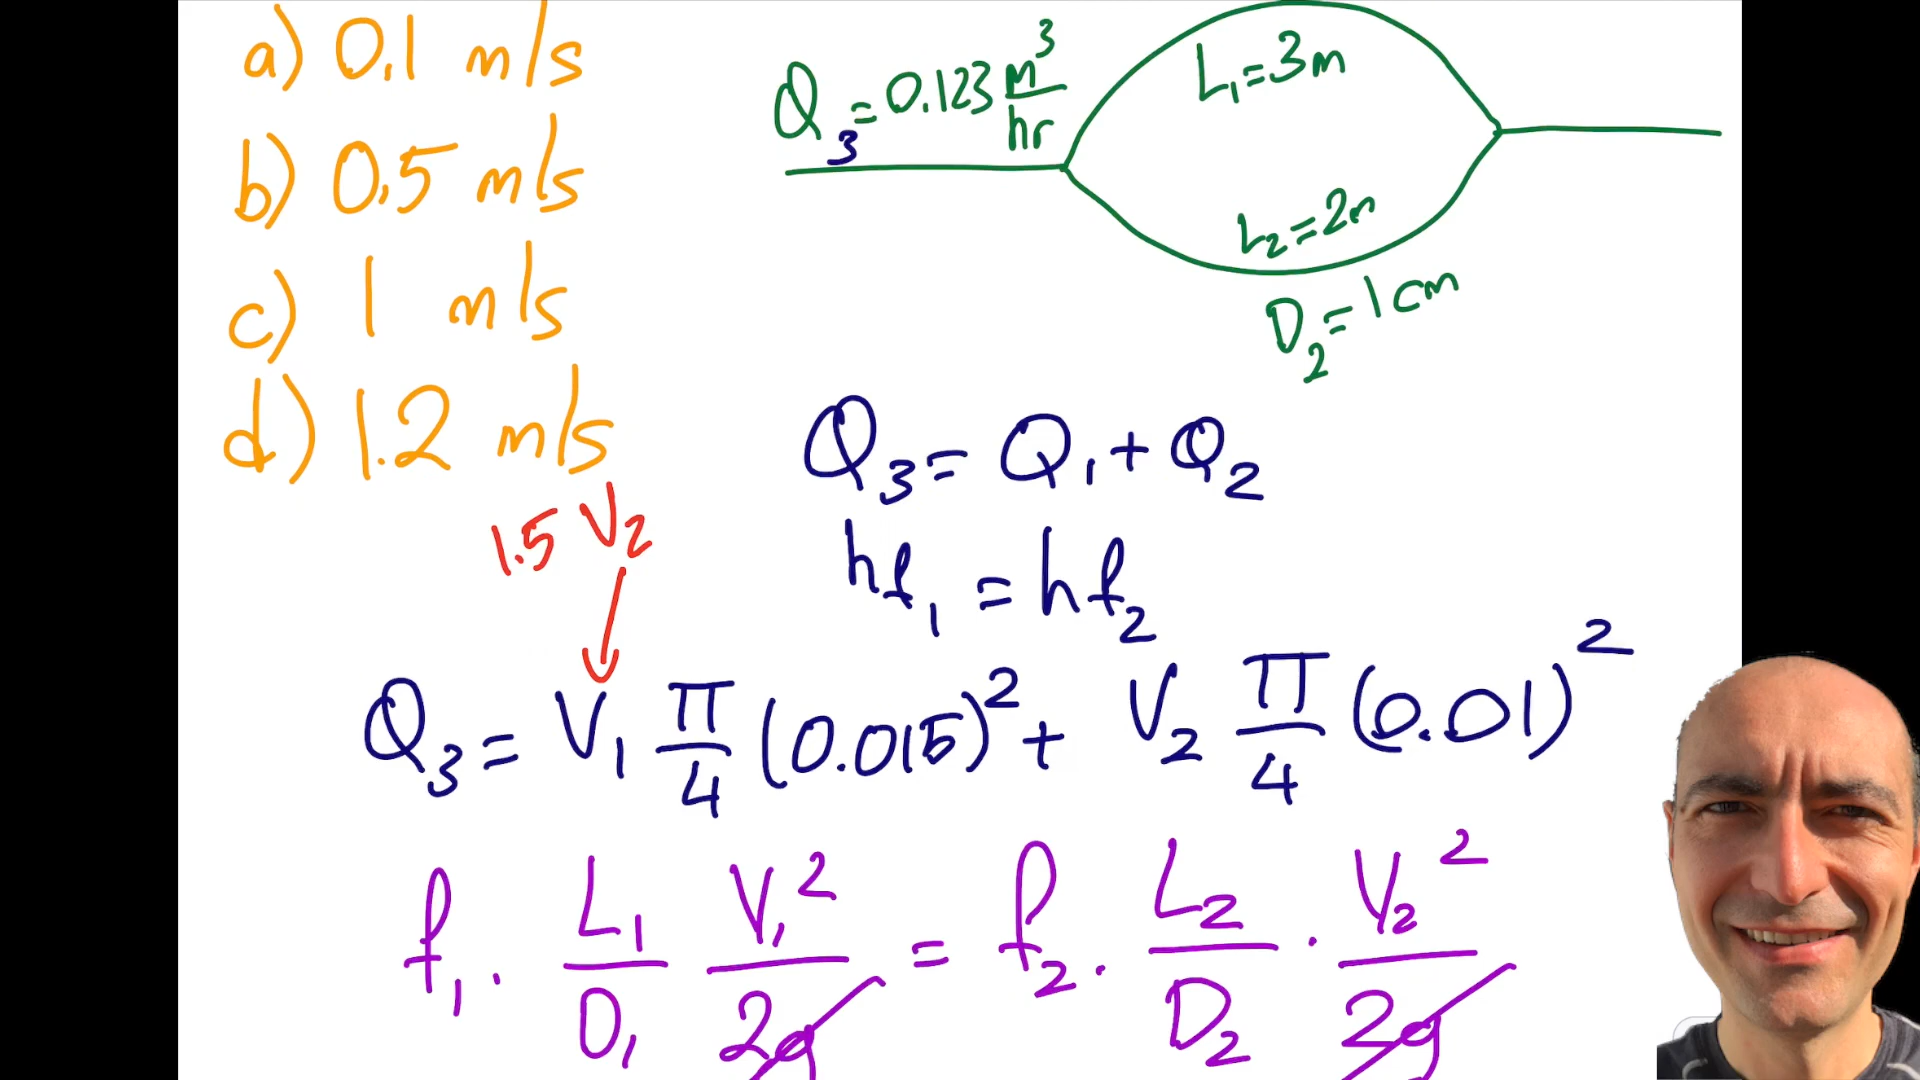 a) 0.1 m/s
b) 0.5 m/s
c) 1 m/s
d) 1.2 m/s
Q₃ = 0.123 m³/hr
L₁ = 3m
L₂ = 2m
D₂ = 1 cm
Q₃ = Q₁ + Q₂
hf₁ = hf₂
1.5 V₂
Q₃ = V₁ π/4 (0.015)² + V₂ π/4 (0.01)²
f₁ · L₁/D₁ V₁²/2g = f₂ · L₂/D₂ · V₂²/2g